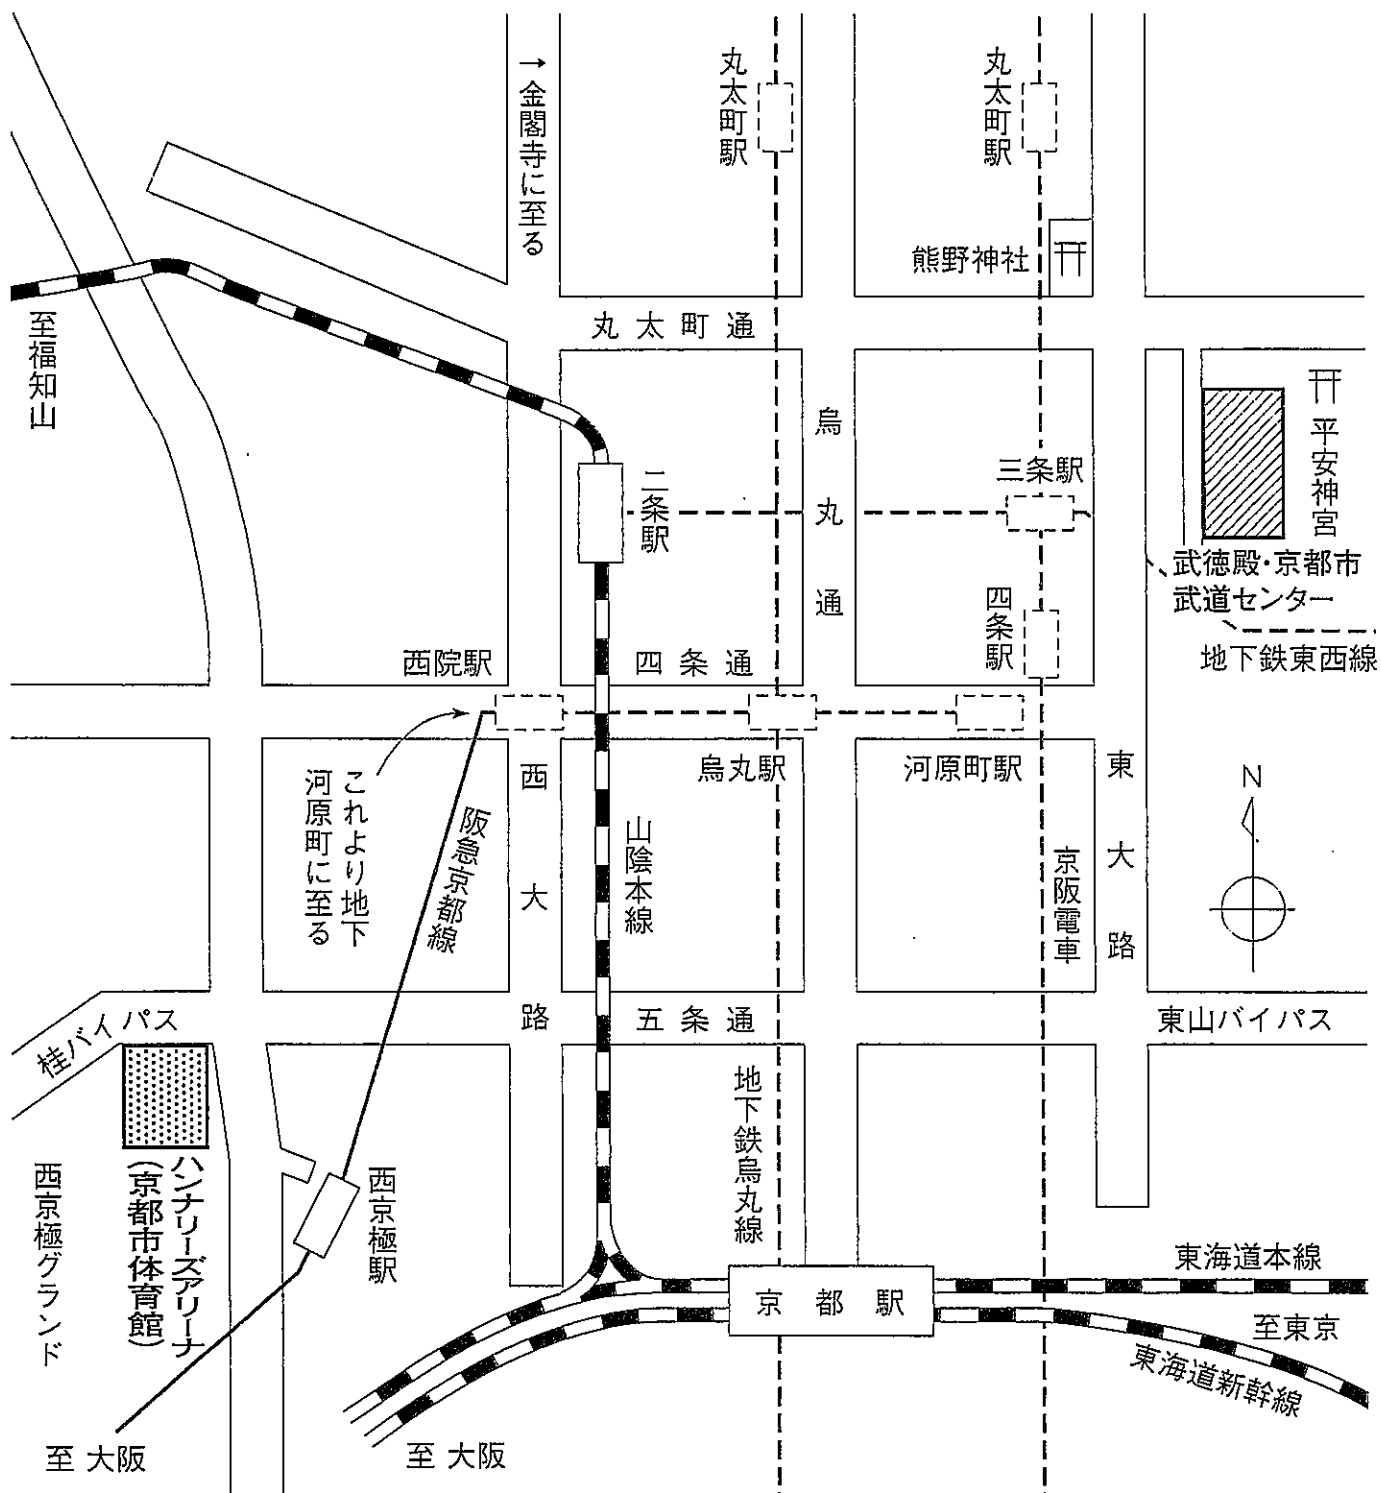 →金閣寺に至る
丸太町駅
丸太町駅
熊野神社
丸太町通
至福知山
烏丸通
平安神宮
二条駅
三条駅
武徳殿・京都市
武道センター
四条駅
地下鉄東西線
西院駅
四条通
烏丸駅
河原町駅
これより地下
河原町に至る
阪急京都線
西大路
山陰本線
京阪電車
東大路
N
桂バイパス
五条通
東山バイパス
地下鉄烏丸線
西京極グランド
ハンナリーズアリーナ
(京都市体育館)
西京極駅
東海道本線
京都駅
至東京
東海道新幹線
至 大阪
至 大阪